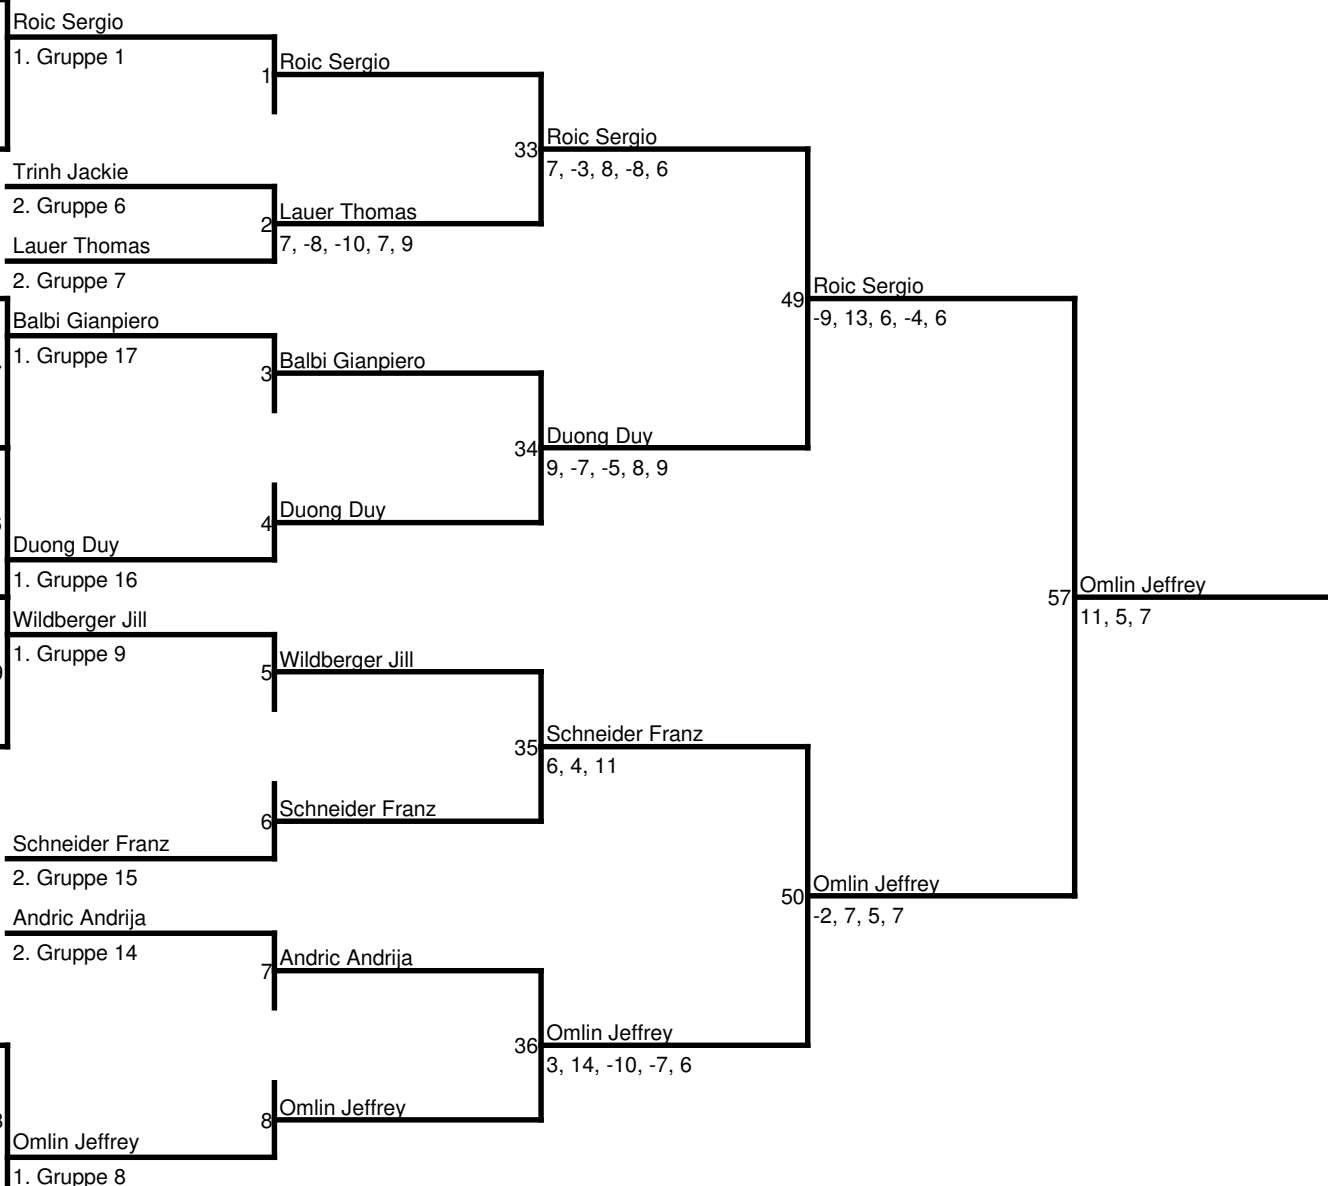 Roic Sergio
1. Gruppe 1
1
Roic Sergio
33
Roic Sergio
7, -3, 8, -8, 6
Trinh Jackie
2. Gruppe 6
2
Lauer Thomas
7, -8, -10, 7, 9
Lauer Thomas
2. Gruppe 7
49
Roic Sergio
-9, 13, 6, -4, 6
Balbi Gianpiero
1. Gruppe 17
3
Balbi Gianpiero
34
Duong Duy
9, -7, -5, 8, 9
4
Duong Duy
Duong Duy
1. Gruppe 16
57
Omlin Jeffrey
11, 5, 7
Wildberger Jill
1. Gruppe 9
5
Wildberger Jill
35
Schneider Franz
6, 4, 11
6
Schneider Franz
Schneider Franz
2. Gruppe 15
50
Omlin Jeffrey
-2, 7, 5, 7
Andric Andrija
2. Gruppe 14
7
Andric Andrija
36
Omlin Jeffrey
3, 14, -10, -7, 6
8
Omlin Jeffrey
Omlin Jeffrey
1. Gruppe 8